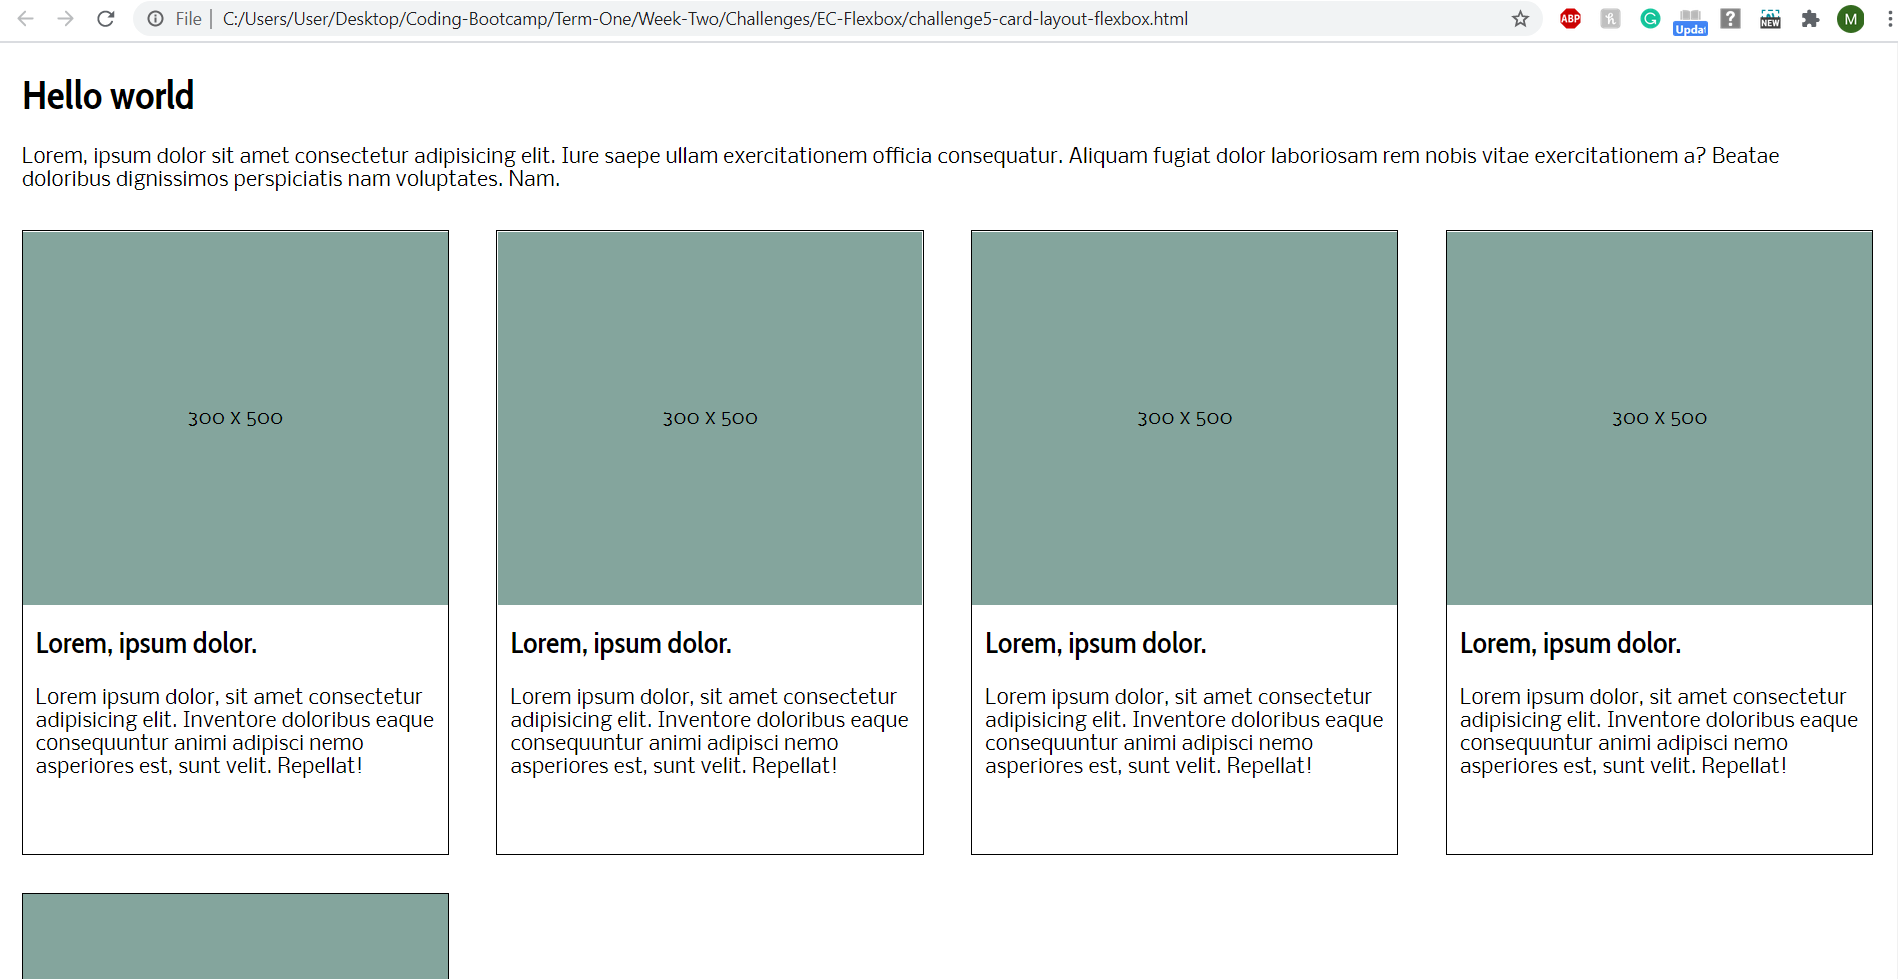 File | C:/Users/User/Desktop/Coding-Bootcamp/Term-One/Week-Two/Challenges/EC-Flexbox/challenge5-card-layout-flexbox.html
ABP
G
Upda
?
NEW
M
Hello world
Lorem, ipsum dolor sit amet consectetur adipisicing elit. Iure saepe ullam exercitationem officia consequatur. Aliquam fugiat dolor laboriosam rem nobis vitae exercitationem a? Beatae
doloribus dignissimos perspiciatis nam voluptates. Nam.
300 X 500
Lorem, ipsum dolor.
Lorem ipsum dolor, sit amet consectetur
adipisicing elit. Inventore doloribus eaque
consequuntur animi adipisci nemo
asperiores est, sunt velit. Repellat!
300 X 500
Lorem, ipsum dolor.
Lorem ipsum dolor, sit amet consectetur
adipisicing elit. Inventore doloribus eaque
consequuntur animi adipisci nemo
asperiores est, sunt velit. Repellat!
300 X 500
Lorem, ipsum dolor.
Lorem ipsum dolor, sit amet consectetur
adipisicing elit. Inventore doloribus eaque
consequuntur animi adipisci nemo
asperiores est, sunt velit. Repellat!
300 X 500
Lorem, ipsum dolor.
Lorem ipsum dolor, sit amet consectetur
adipisicing elit. Inventore doloribus eaque
consequuntur animi adipisci nemo
asperiores est, sunt velit. Repellat!